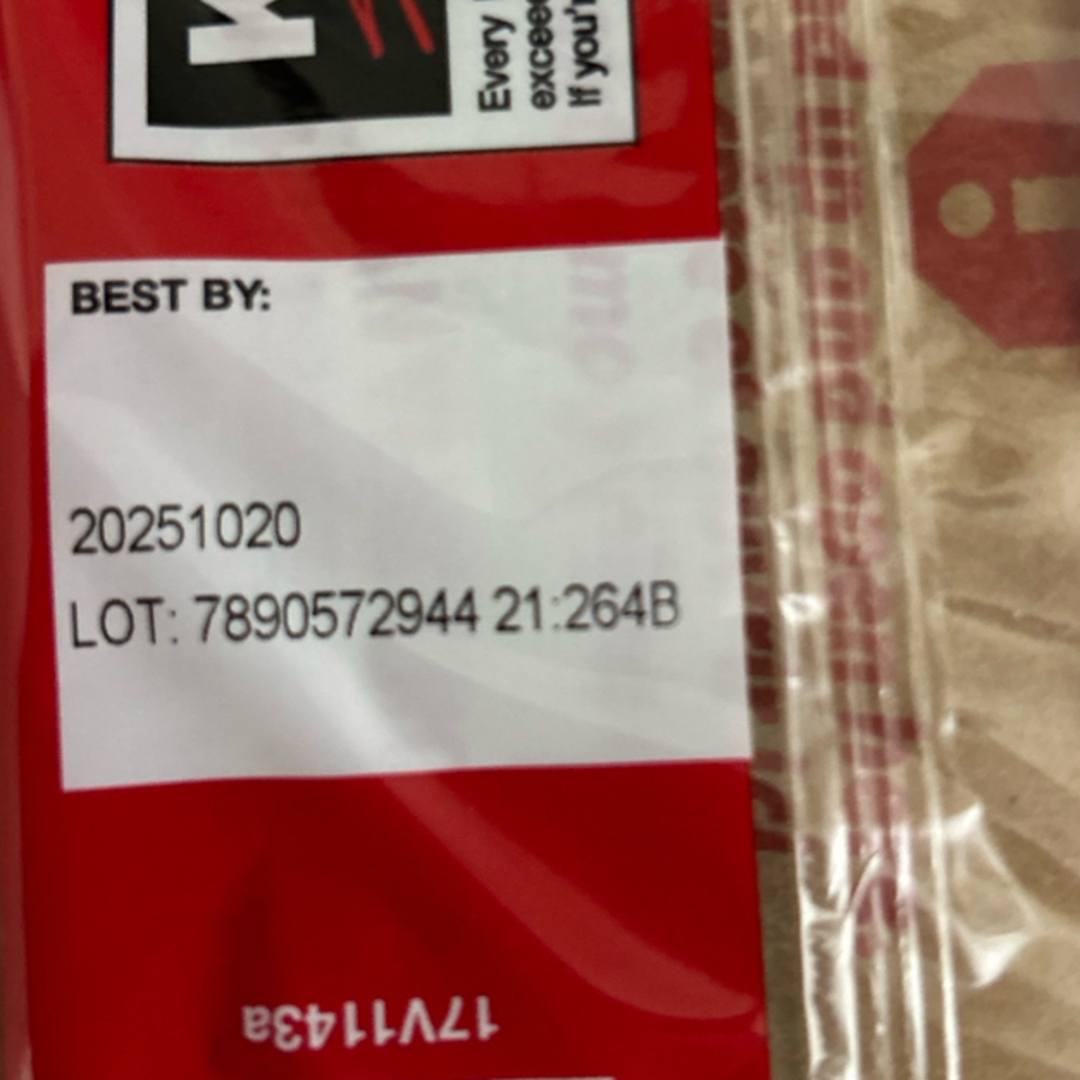 K
Every
excee
If you'r
BEST BY:
20251020
LOT: 7890572944 21:264B
17V1143a